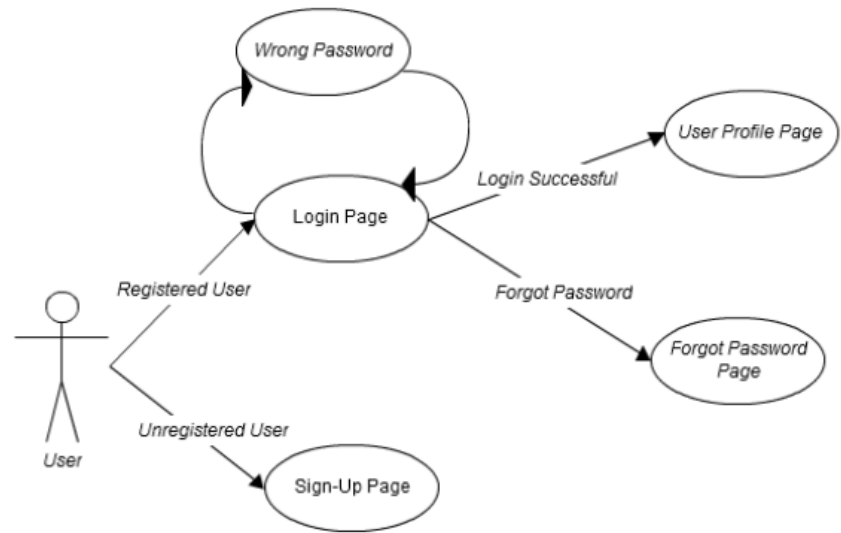 Wrong Password
User Profile Page
Login Successful
Login Page
Registered User
Forgot Password
Forgot Password
Page
Unregistered User
User
Sign-Up Page